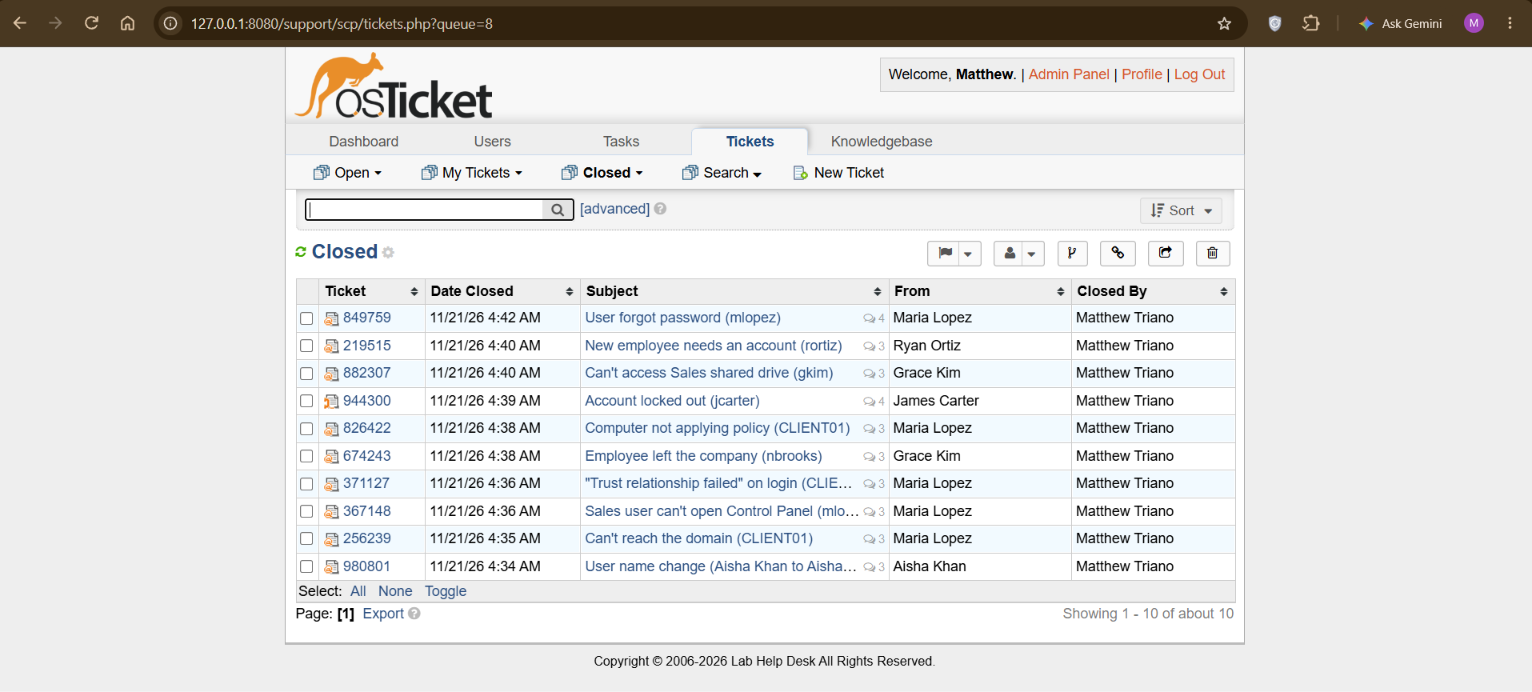 127.0.0.1:8080/support/scp/tickets.php?queue=8 Ask Gemini M
osTicket
Welcome, Matthew. | Admin Panel | Profile | Log Out
Dashboard Users Tasks Tickets Knowledgebase
Open My Tickets Closed Search New Ticket
[advanced] Sort
Closed
Ticket Date Closed Subject From Closed By
849759 11/21/26 4:42 AM User forgot password (mlopez) 4 Maria Lopez Matthew Triano
219515 11/21/26 4:40 AM New employee needs an account (rortiz) 3 Ryan Ortiz Matthew Triano
882307 11/21/26 4:40 AM Can't access Sales shared drive (gkim) 3 Grace Kim Matthew Triano
944300 11/21/26 4:39 AM Account locked out (jcarter) 4 James Carter Matthew Triano
826422 11/21/26 4:38 AM Computer not applying policy (CLIENT01) 3 Maria Lopez Matthew Triano
674243 11/21/26 4:38 AM Employee left the company (nbrooks) 3 Grace Kim Matthew Triano
371127 11/21/26 4:36 AM "Trust relationship failed" on login (CLIE… 3 Maria Lopez Matthew Triano
367148 11/21/26 4:36 AM Sales user can't open Control Panel (mlo… 3 Maria Lopez Matthew Triano
256239 11/21/26 4:35 AM Can't reach the domain (CLIENT01) 3 Maria Lopez Matthew Triano
980801 11/21/26 4:34 AM User name change (Aisha Khan to Aisha… 3 Aisha Khan Matthew Triano
Select: All None Toggle
Page: [1] Export Showing 1 - 10 of about 10
Copyright © 2006-2026 Lab Help Desk All Rights Reserved.